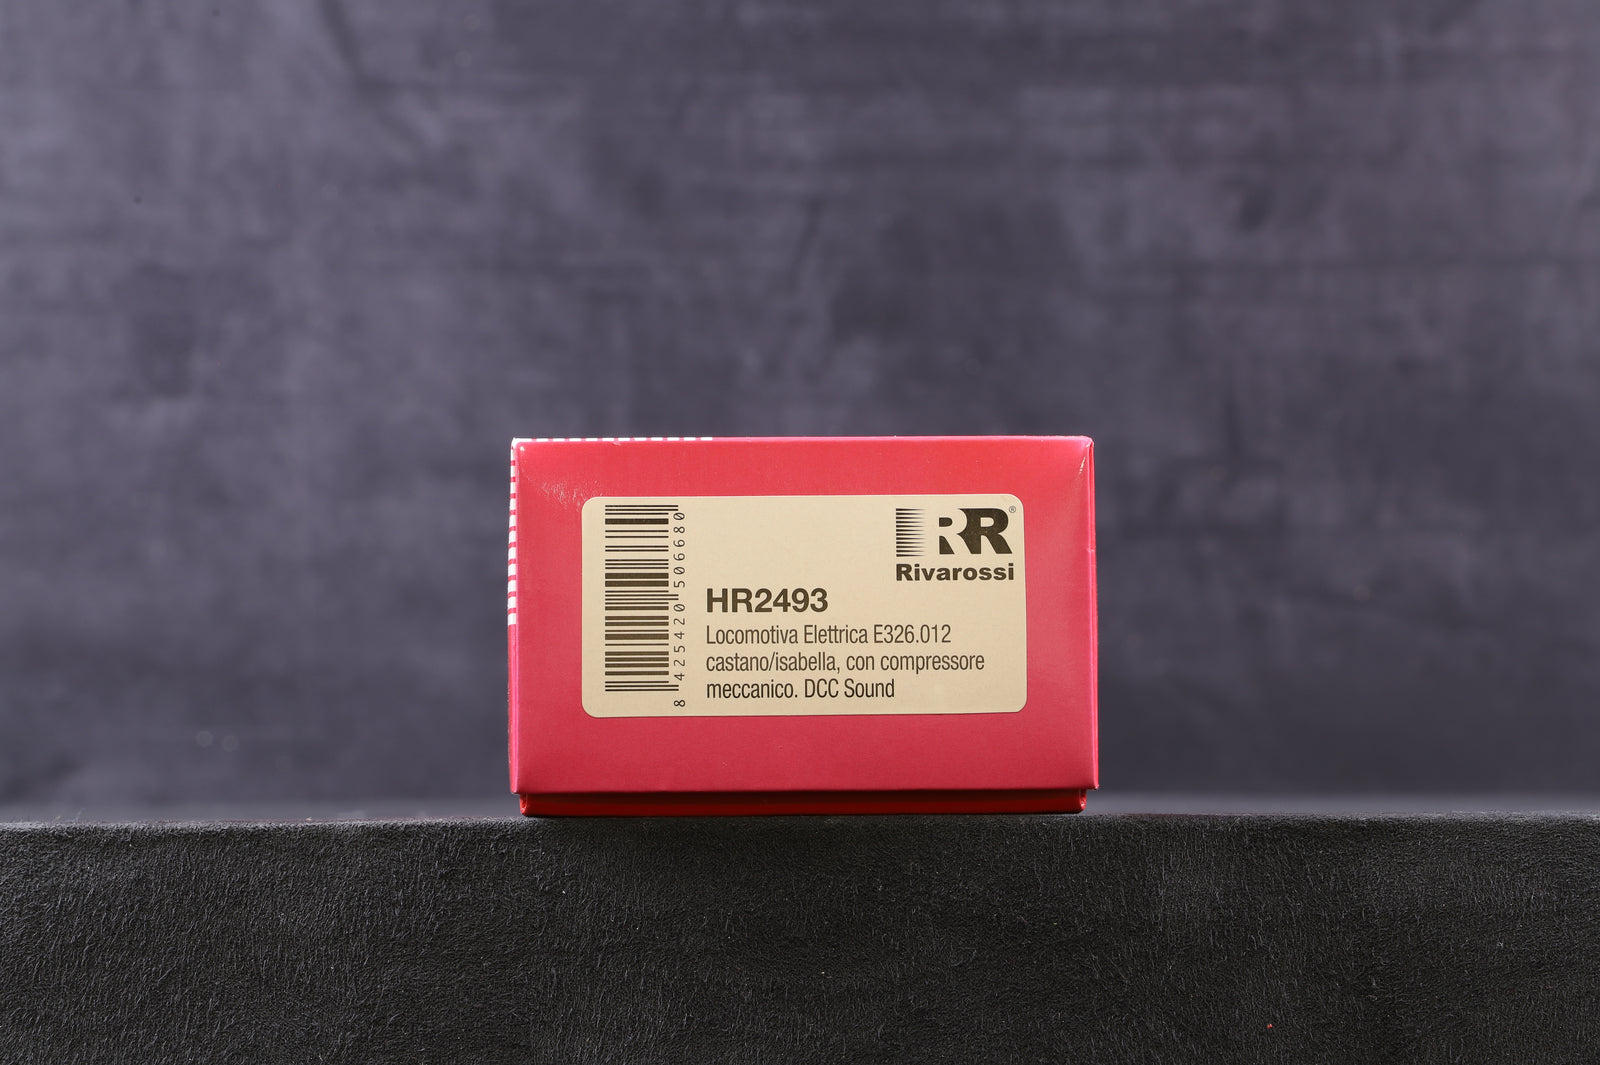 RR®
Rivarossi
HR2493
Locomotiva Elettrica E326.012
castano/isabella, con compressore
meccanico. DCC Sound
8 425420 506680